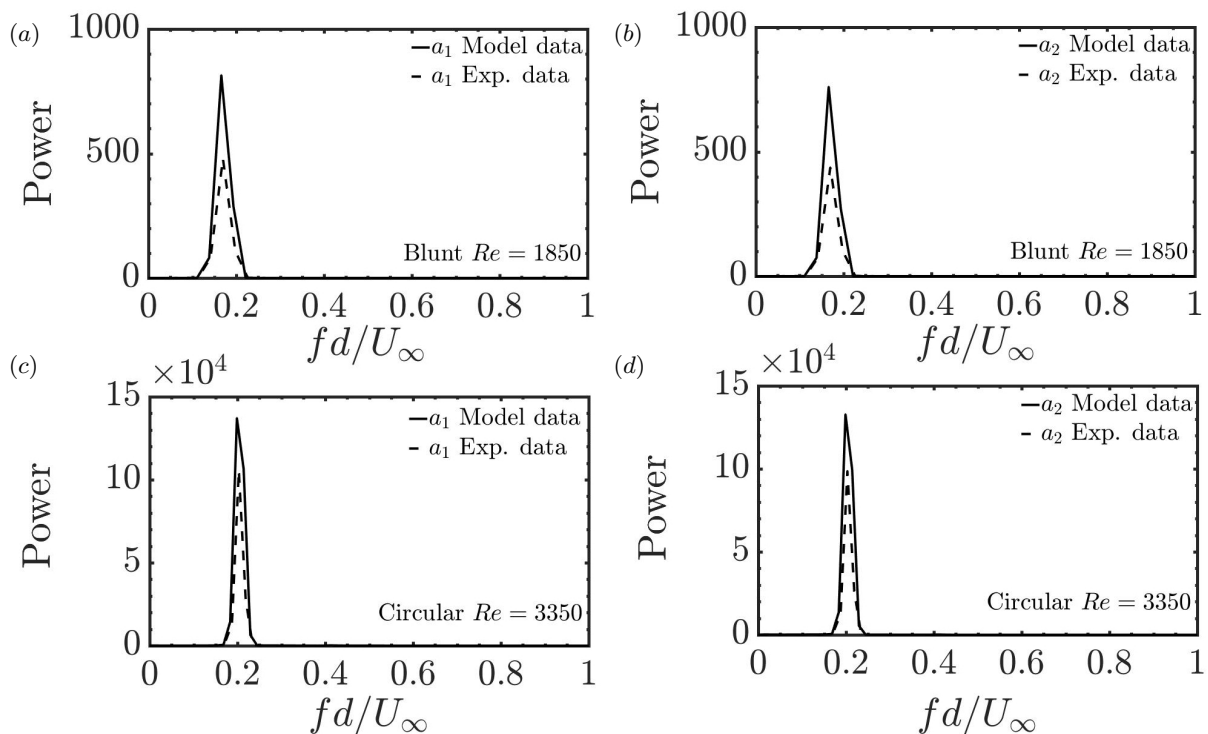 (a)
1000
500
0
Power
a₁ Model data
a₁ Exp. data
Blunt Re = 1850
0 0.2 0.4 0.6 0.8 1
fd/U∞
(b)
1000
500
0
Power
a₂ Model data
a₂ Exp. data
Blunt Re = 1850
0 0.2 0.4 0.6 0.8 1
fd/U∞
(c)
×10⁴
15
10
5
0
Power
a₁ Model data
a₁ Exp. data
Circular Re = 3350
0 0.2 0.4 0.6 0.8 1
fd/U∞
(d)
×10⁴
15
10
5
0
Power
a₂ Model data
a₂ Exp. data
Circular Re = 3350
0 0.2 0.4 0.6 0.8 1
fd/U∞